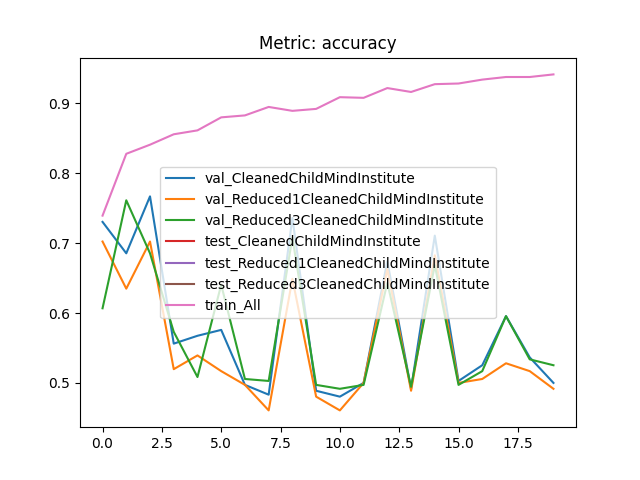 Metric: accuracy
0.9
0.8
0.7
0.6
0.5
val_CleanedChildMindInstitute
val_Reduced1CleanedChildMindInstitute
val_Reduced3CleanedChildMindInstitute
test_CleanedChildMindInstitute
test_Reduced1CleanedChildMindInstitute
test_Reduced3CleanedChildMindInstitute
train_All
0.0 2.5 5.0 7.5 10.0 12.5 15.0 17.5